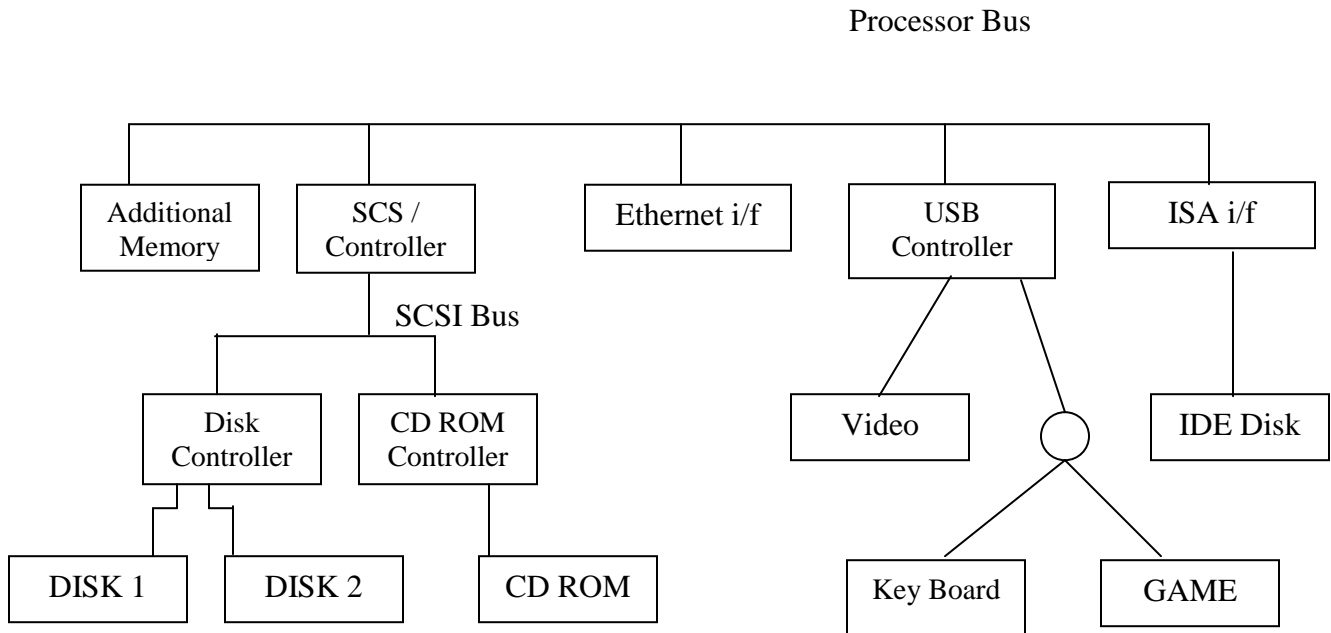 Processor Bus
Additional
Memory
SCS /
Controller
Ethernet i/f
USB
Controller
ISA i/f
SCSI Bus
Disk
Controller
CD ROM
Controller
Video
IDE Disk
DISK 1
DISK 2
CD ROM
Key Board
GAME